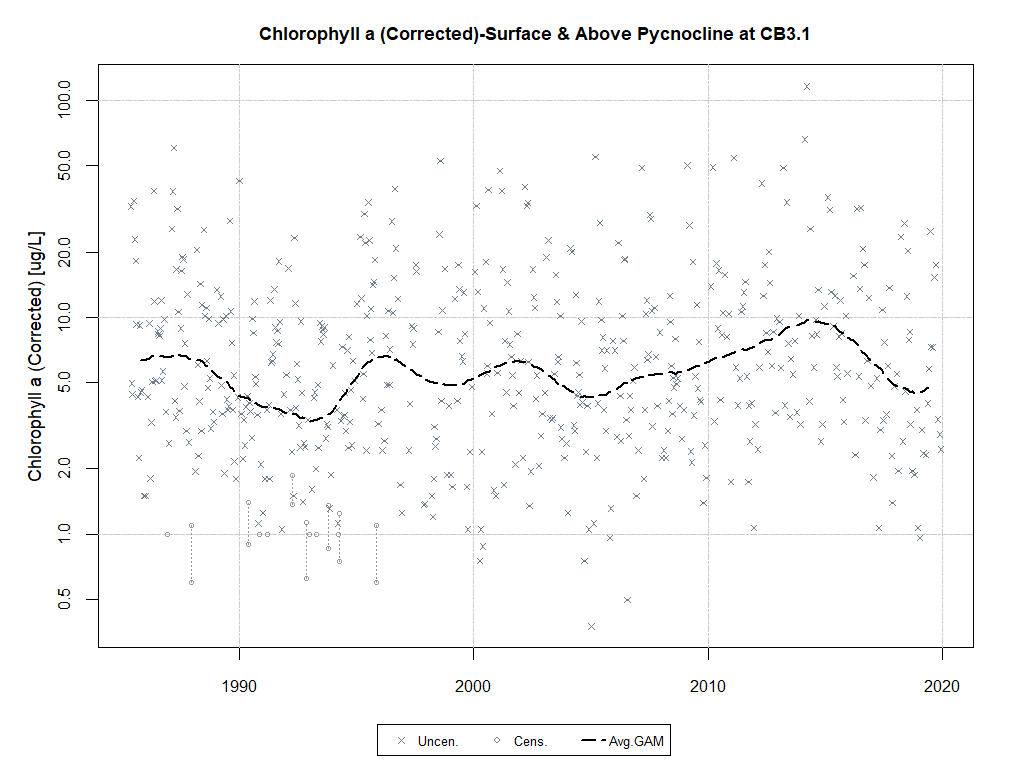 Chlorophyll a (Corrected)-Surface & Above Pycnocline at CB3.1
Chlorophyll a (Corrected) [ug/L]
100.0
50.0
20.0
10.0
5.0
2.0
1.0
0.5
1990 2000 2010 2020
Uncen. Cens. Avg.GAM